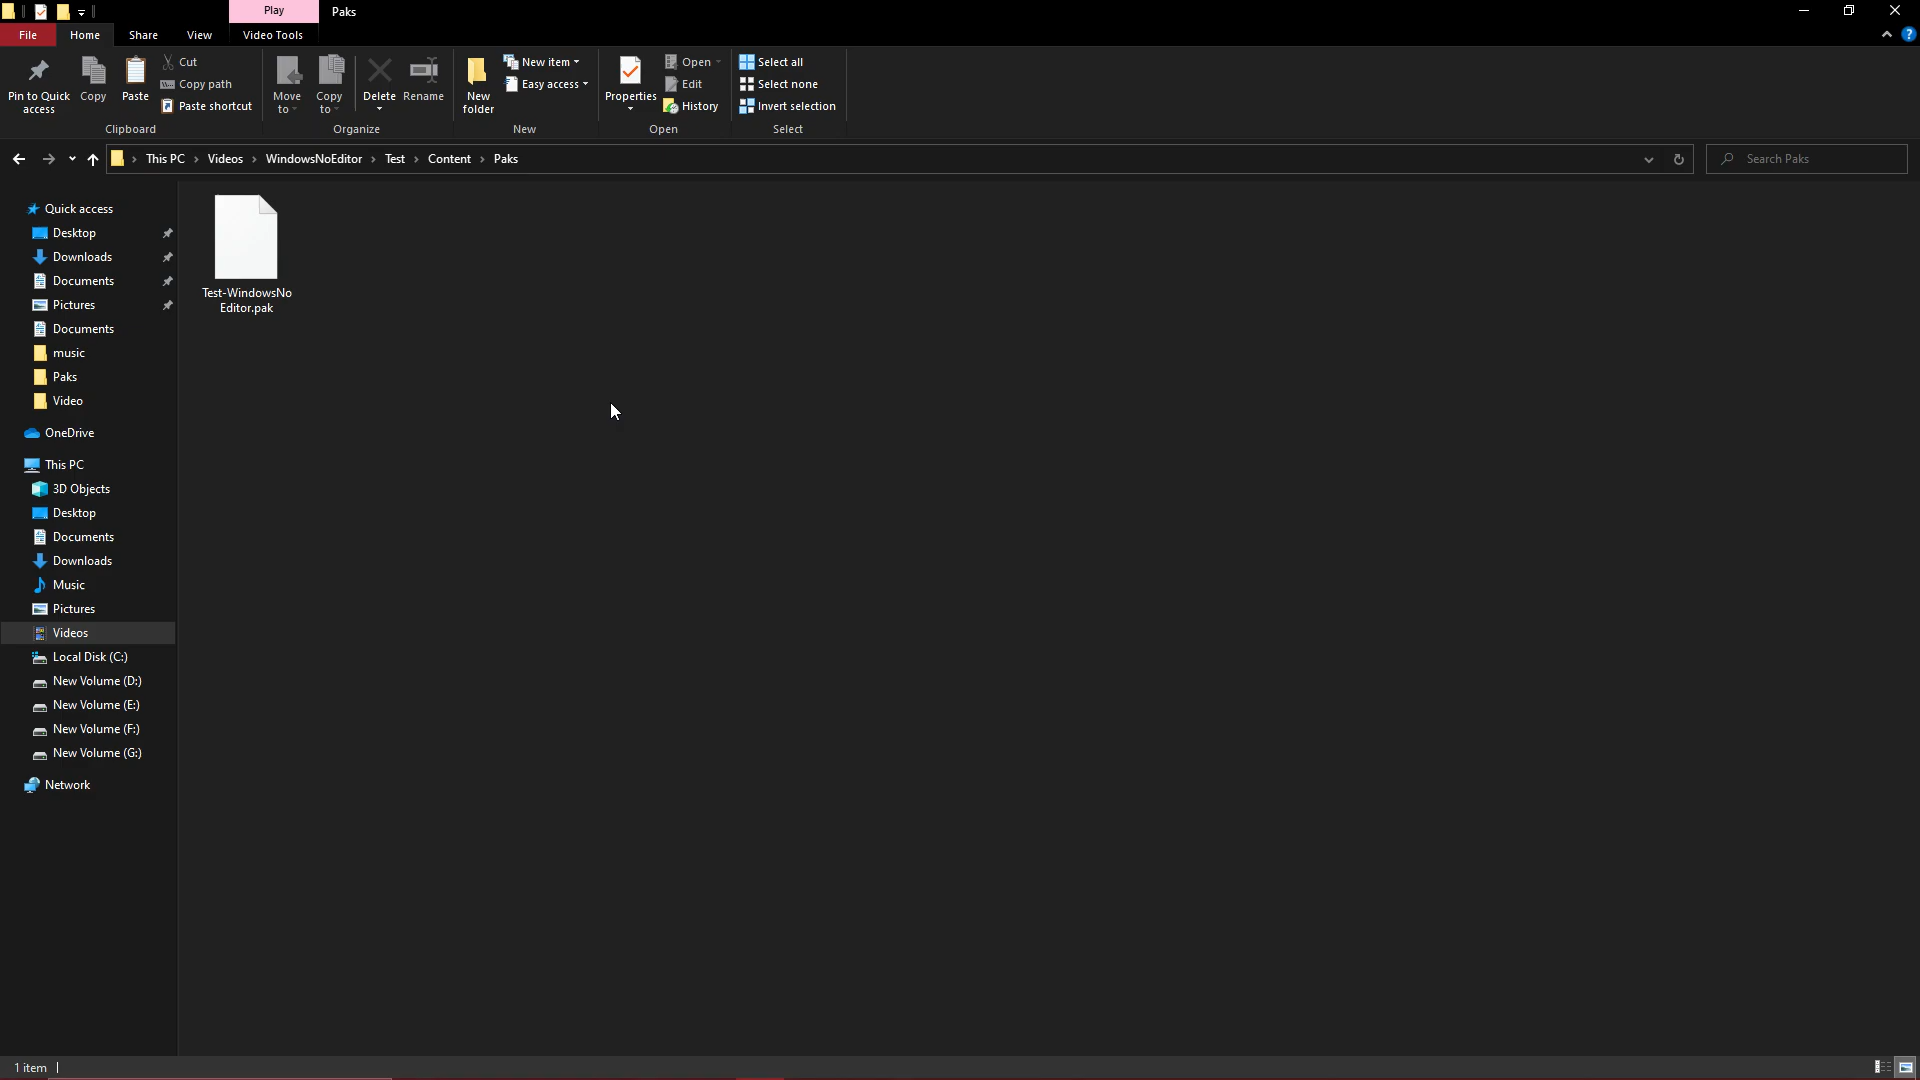 Play
Paks
File
Home
Share
View
Video Tools
Pin to Quick
access
Copy
Paste
Cut
Copy path
Paste shortcut
Clipboard
Move
to
Copy
to
Delete
Rename
Organize
New
folder
New item
Easy access
New
Properties
Open
Edit
History
Open
Select all
Select none
Invert selection
Select
This PC > Videos > WindowsNoEditor > Test > Content > Paks
Search Paks
Quick access
Desktop
Downloads
Documents
Pictures
Documents
music
Paks
Video
OneDrive
This PC
3D Objects
Desktop
Documents
Downloads
Music
Pictures
Videos
Local Disk (C:)
New Volume (D:)
New Volume (E:)
New Volume (F:)
New Volume (G:)
Network
Test-WindowsNo
Editor.pak
1 item